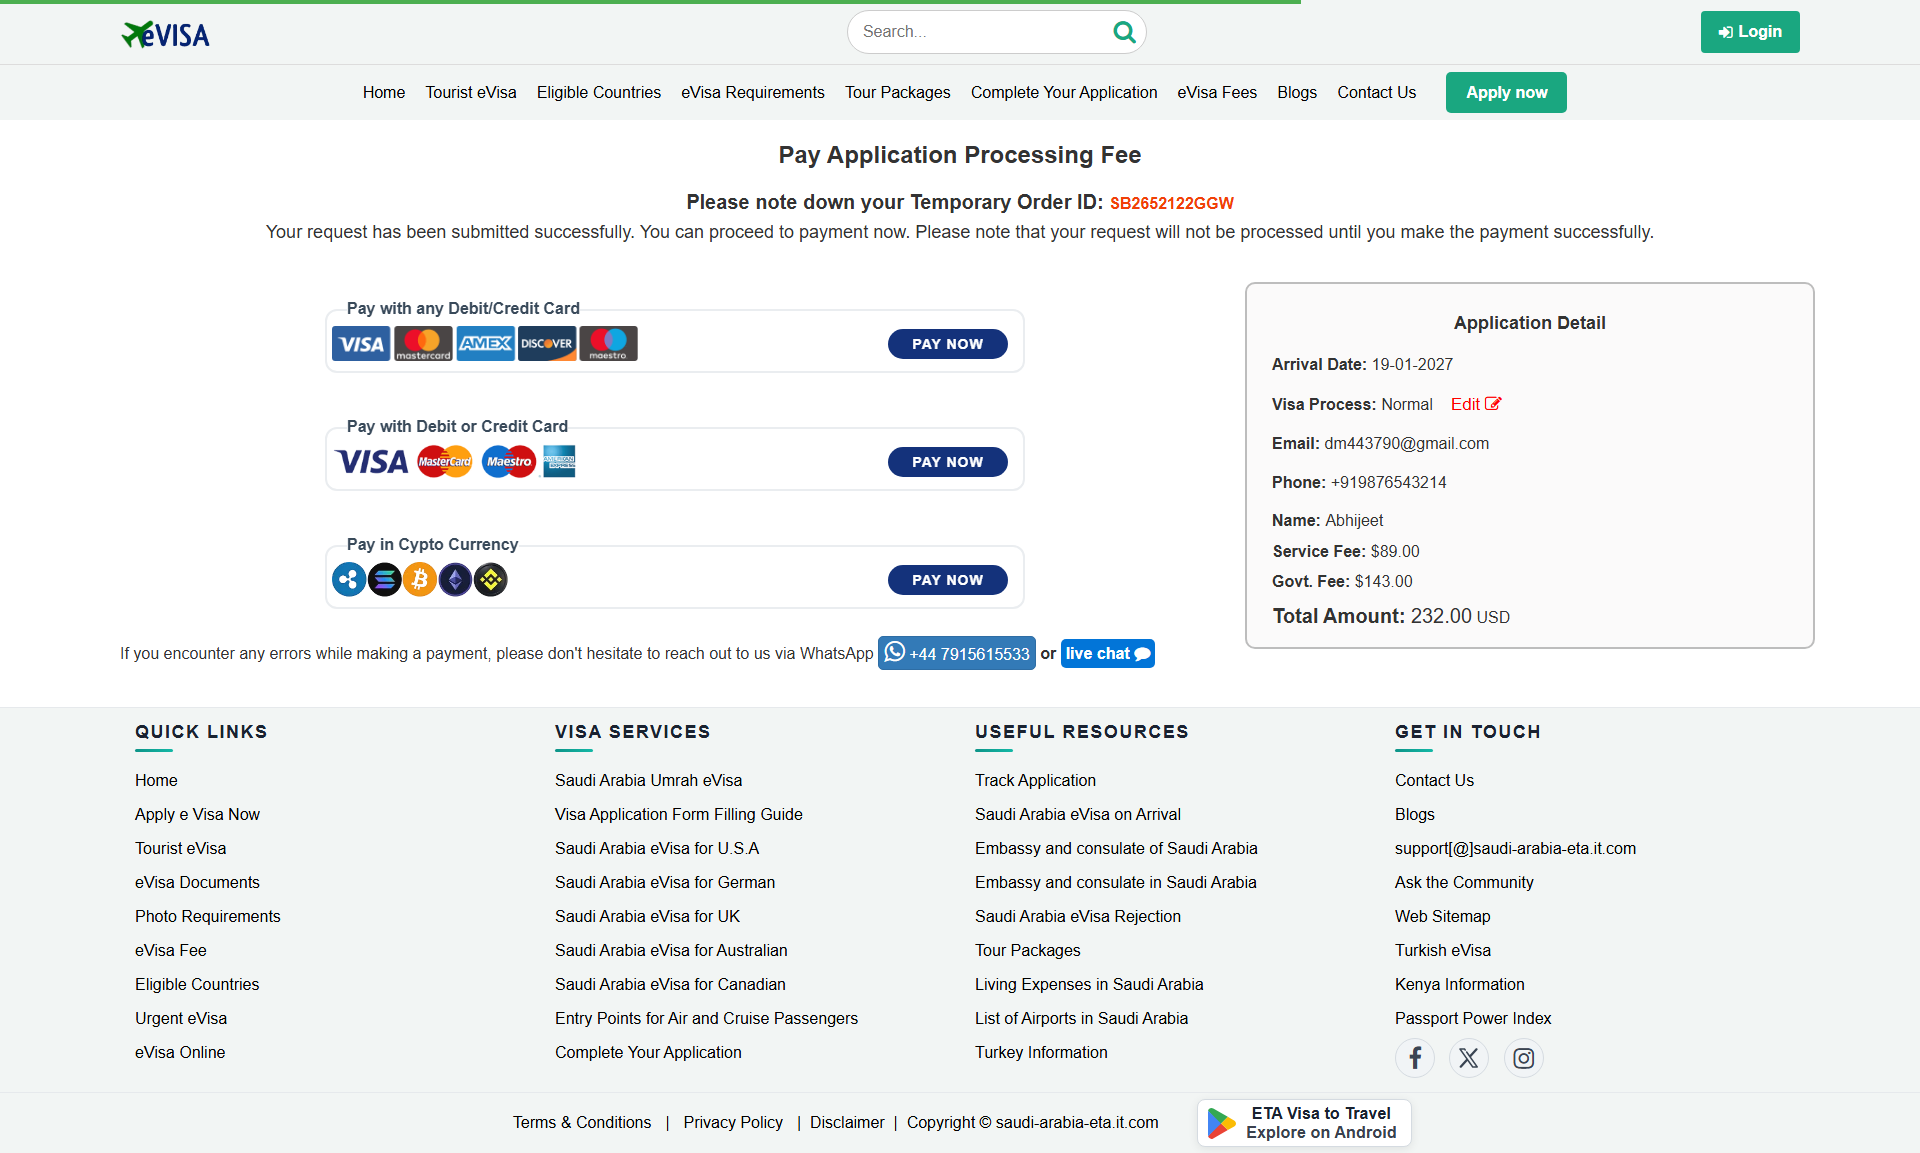 eVISA
Search...
Login
Home
Tourist eVisa
Eligible Countries
eVisa Requirements
Tour Packages
Complete Your Application
eVisa Fees
Blogs
Contact Us
Apply now
Pay Application Processing Fee
Please note down your Temporary Order ID: SB2652122GGW
Your request has been submitted successfully. You can proceed to payment now. Please note that your request will not be processed until you make the payment successfully.
Pay with any Debit/Credit Card
VISA mastercard AMEX DISCOVER maestro
PAY NOW
Pay with Debit or Credit Card
VISA MasterCard Maestro AMERICAN EXPRESS
PAY NOW
Pay in Cypto Currency
PAY NOW
If you encounter any errors while making a payment, please don't hesitate to reach out to us via WhatsApp +44 7915615533 or live chat
Application Detail
Arrival Date: 19-01-2027
Visa Process: Normal Edit
Email: dm443790@gmail.com
Phone: +919876543214
Name: Abhijeet
Service Fee: $89.00
Govt. Fee: $143.00
Total Amount: 232.00 USD
QUICK LINKS
Home
Apply e Visa Now
Tourist eVisa
eVisa Documents
Photo Requirements
eVisa Fee
Eligible Countries
Urgent eVisa
eVisa Online
VISA SERVICES
Saudi Arabia Umrah eVisa
Visa Application Form Filling Guide
Saudi Arabia eVisa for U.S.A
Saudi Arabia eVisa for German
Saudi Arabia eVisa for UK
Saudi Arabia eVisa for Australian
Saudi Arabia eVisa for Canadian
Entry Points for Air and Cruise Passengers
Complete Your Application
USEFUL RESOURCES
Track Application
Saudi Arabia eVisa on Arrival
Embassy and consulate of Saudi Arabia
Embassy and consulate in Saudi Arabia
Saudi Arabia eVisa Rejection
Tour Packages
Living Expenses in Saudi Arabia
List of Airports in Saudi Arabia
Turkey Information
GET IN TOUCH
Contact Us
Blogs
support[@]saudi-arabia-eta.it.com
Ask the Community
Web Sitemap
Turkish eVisa
Kenya Information
Passport Power Index
Terms & Conditions | Privacy Policy | Disclaimer | Copyright © saudi-arabia-eta.it.com
ETA Visa to Travel
Explore on Android